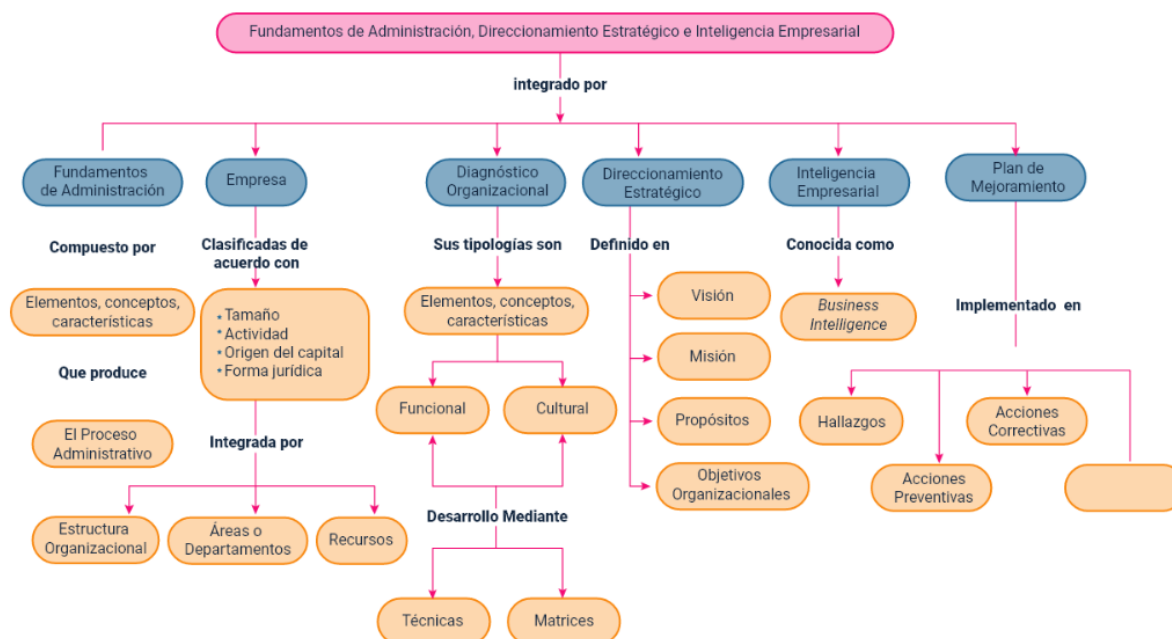 Fundamentos de Administración, Direccionamiento Estratégico e Inteligencia Empresarial
integrado por
Fundamentos
de Administración
Empresa
Diagnóstico
Organizacional
Direccionamiento
Estratégico
Inteligencia
Empresarial
Plan de
Mejoramiento
Compuesto por
Clasificadas de
acuerdo con
Sus tipologías son
Definido en
Conocida como
Implementado en
Elementos, conceptos,
características
Tamaño
Actividad
Origen del capital
Forma jurídica
Elementos, conceptos,
características
Visión
Misión
Propósitos
Objetivos
Organizacionales
Business
Intelligence
Que produce
El Proceso
Administrativo
Integrada por
Funcional
Cultural
Hallazgos
Acciones
Correctivas
Acciones
Preventivas
Estructura
Organizacional
Áreas o
Departamentos
Recursos
Desarrollo Mediante
Técnicas
Matrices